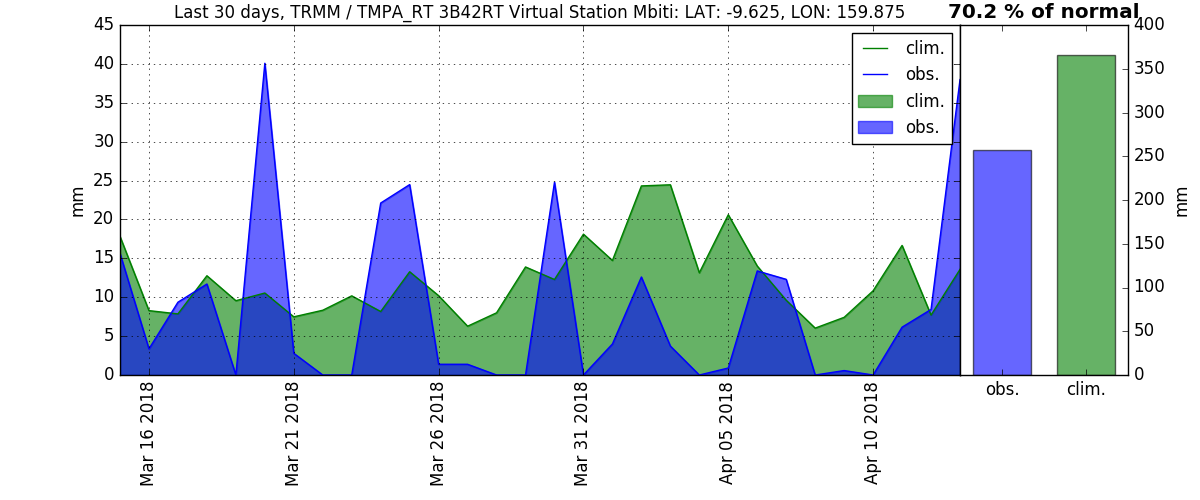 Last 30 days, TRMM / TMPA_RT 3B42RT Virtual Station Mbiti: LAT: -9.625, LON: 159.875
70.2 % of normal
45
40
35
30
25
20
15
10
5
0
mm
clim.
obs.
clim.
obs.
Mar 16 2018
Mar 21 2018
Mar 26 2018
Mar 31 2018
Apr 05 2018
Apr 10 2018
400
350
300
250
200
150
100
50
0
mm
obs.
clim.